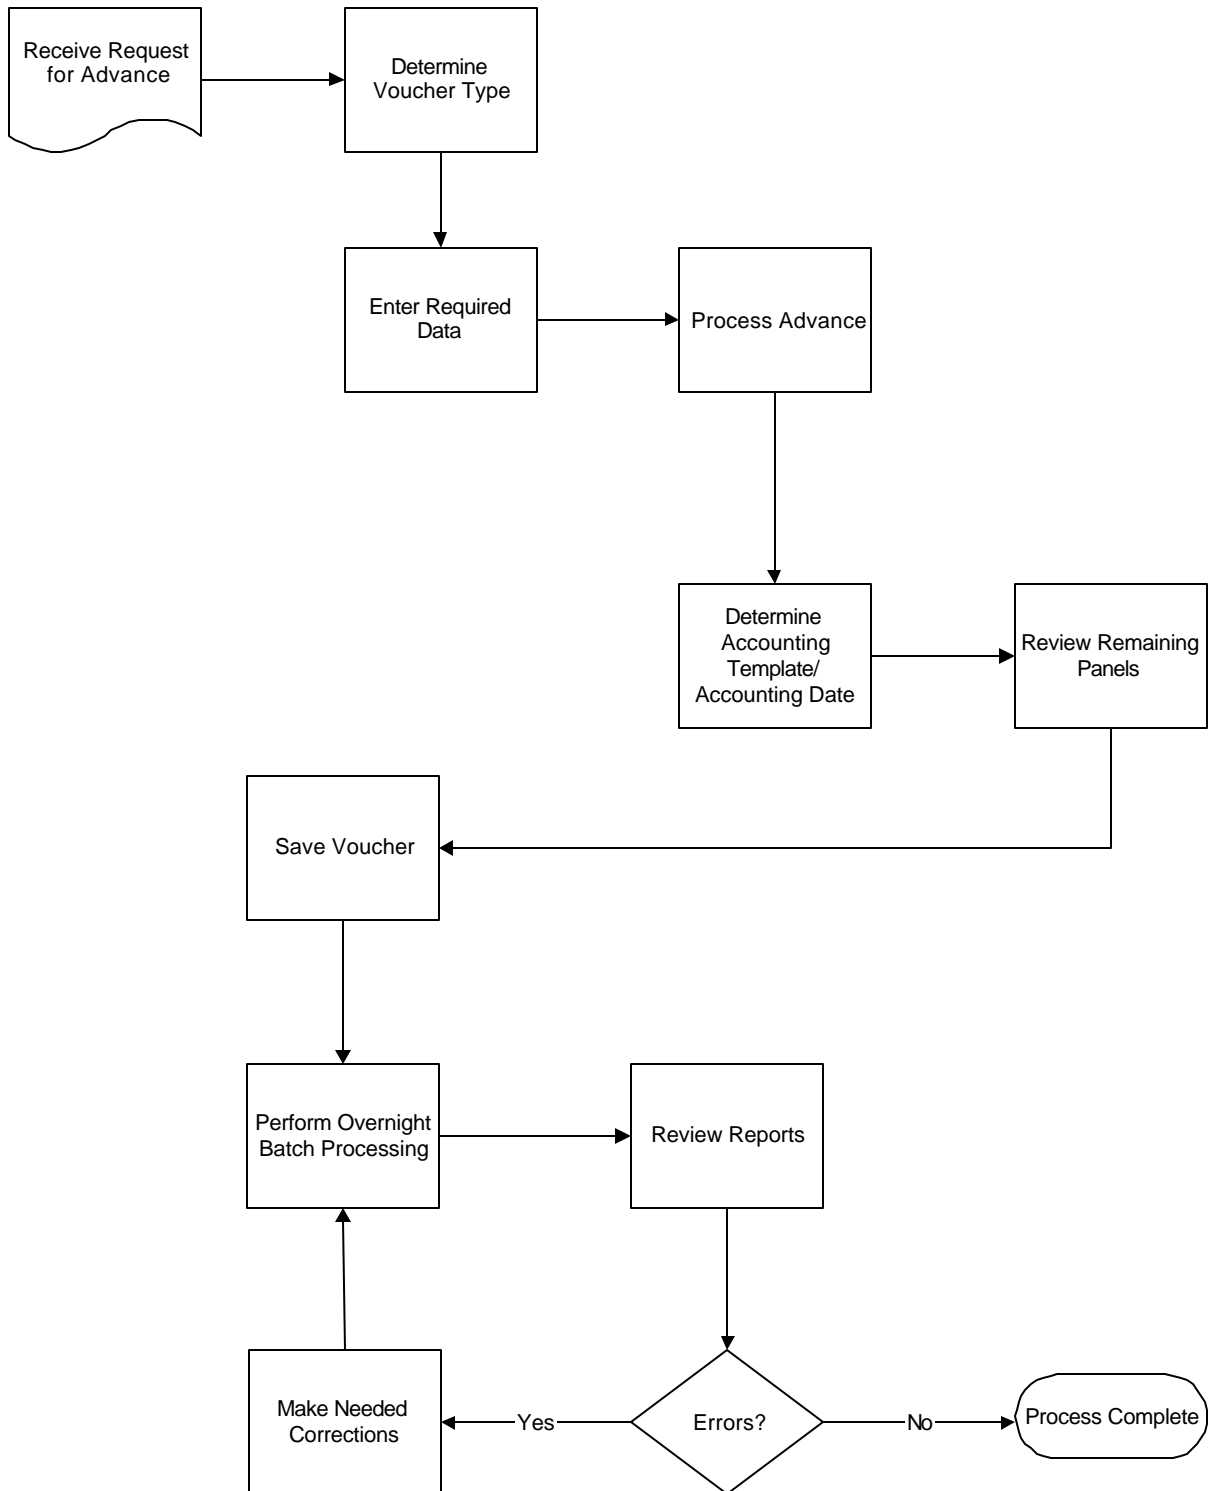 Receive Request
for Advance
Determine
Voucher Type
Enter Required
Data
Process Advance
Determine
Accounting
Template/
Accounting Date
Review Remaining
Panels
Save Voucher
Perform Overnight
Batch Processing
Review Reports
Make Needed
Corrections
Yes
Errors?
No
Process Complete